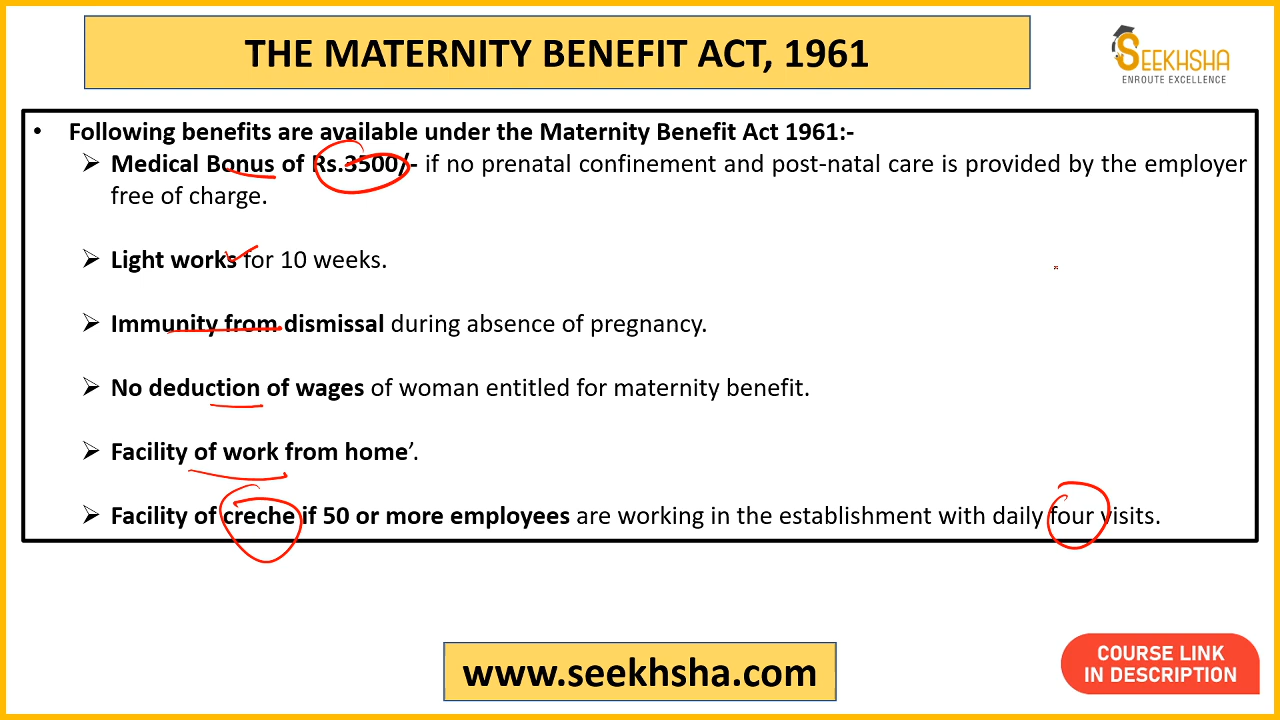 THE MATERNITY BENEFIT ACT, 1961
SEEKHSHA
ENROUTE EXCELLENCE
• Following benefits are available under the Maternity Benefit Act 1961:-
➢ Medical Bonus of Rs.3500/- if no prenatal confinement and post-natal care is provided by the employer
free of charge.
➢ Light works for 10 weeks.
➢ Immunity from dismissal during absence of pregnancy.
➢ No deduction of wages of woman entitled for maternity benefit.
➢ Facility of work from home’.
➢ Facility of creche if 50 or more employees are working in the establishment with daily four visits.
www.seekhsha.com
COURSE LINK
IN DESCRIPTION